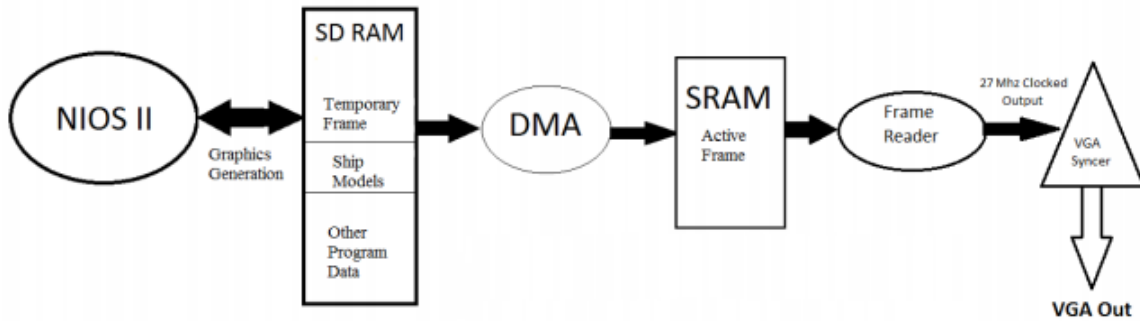 NIOS II
Graphics
Generation
SD RAM
Temporary
Frame
Ship
Models
Other
Program
Data
DMA
SRAM
Active
Frame
Frame
Reader
27 Mhz Clocked
Output
VGA
Syncer
VGA Out